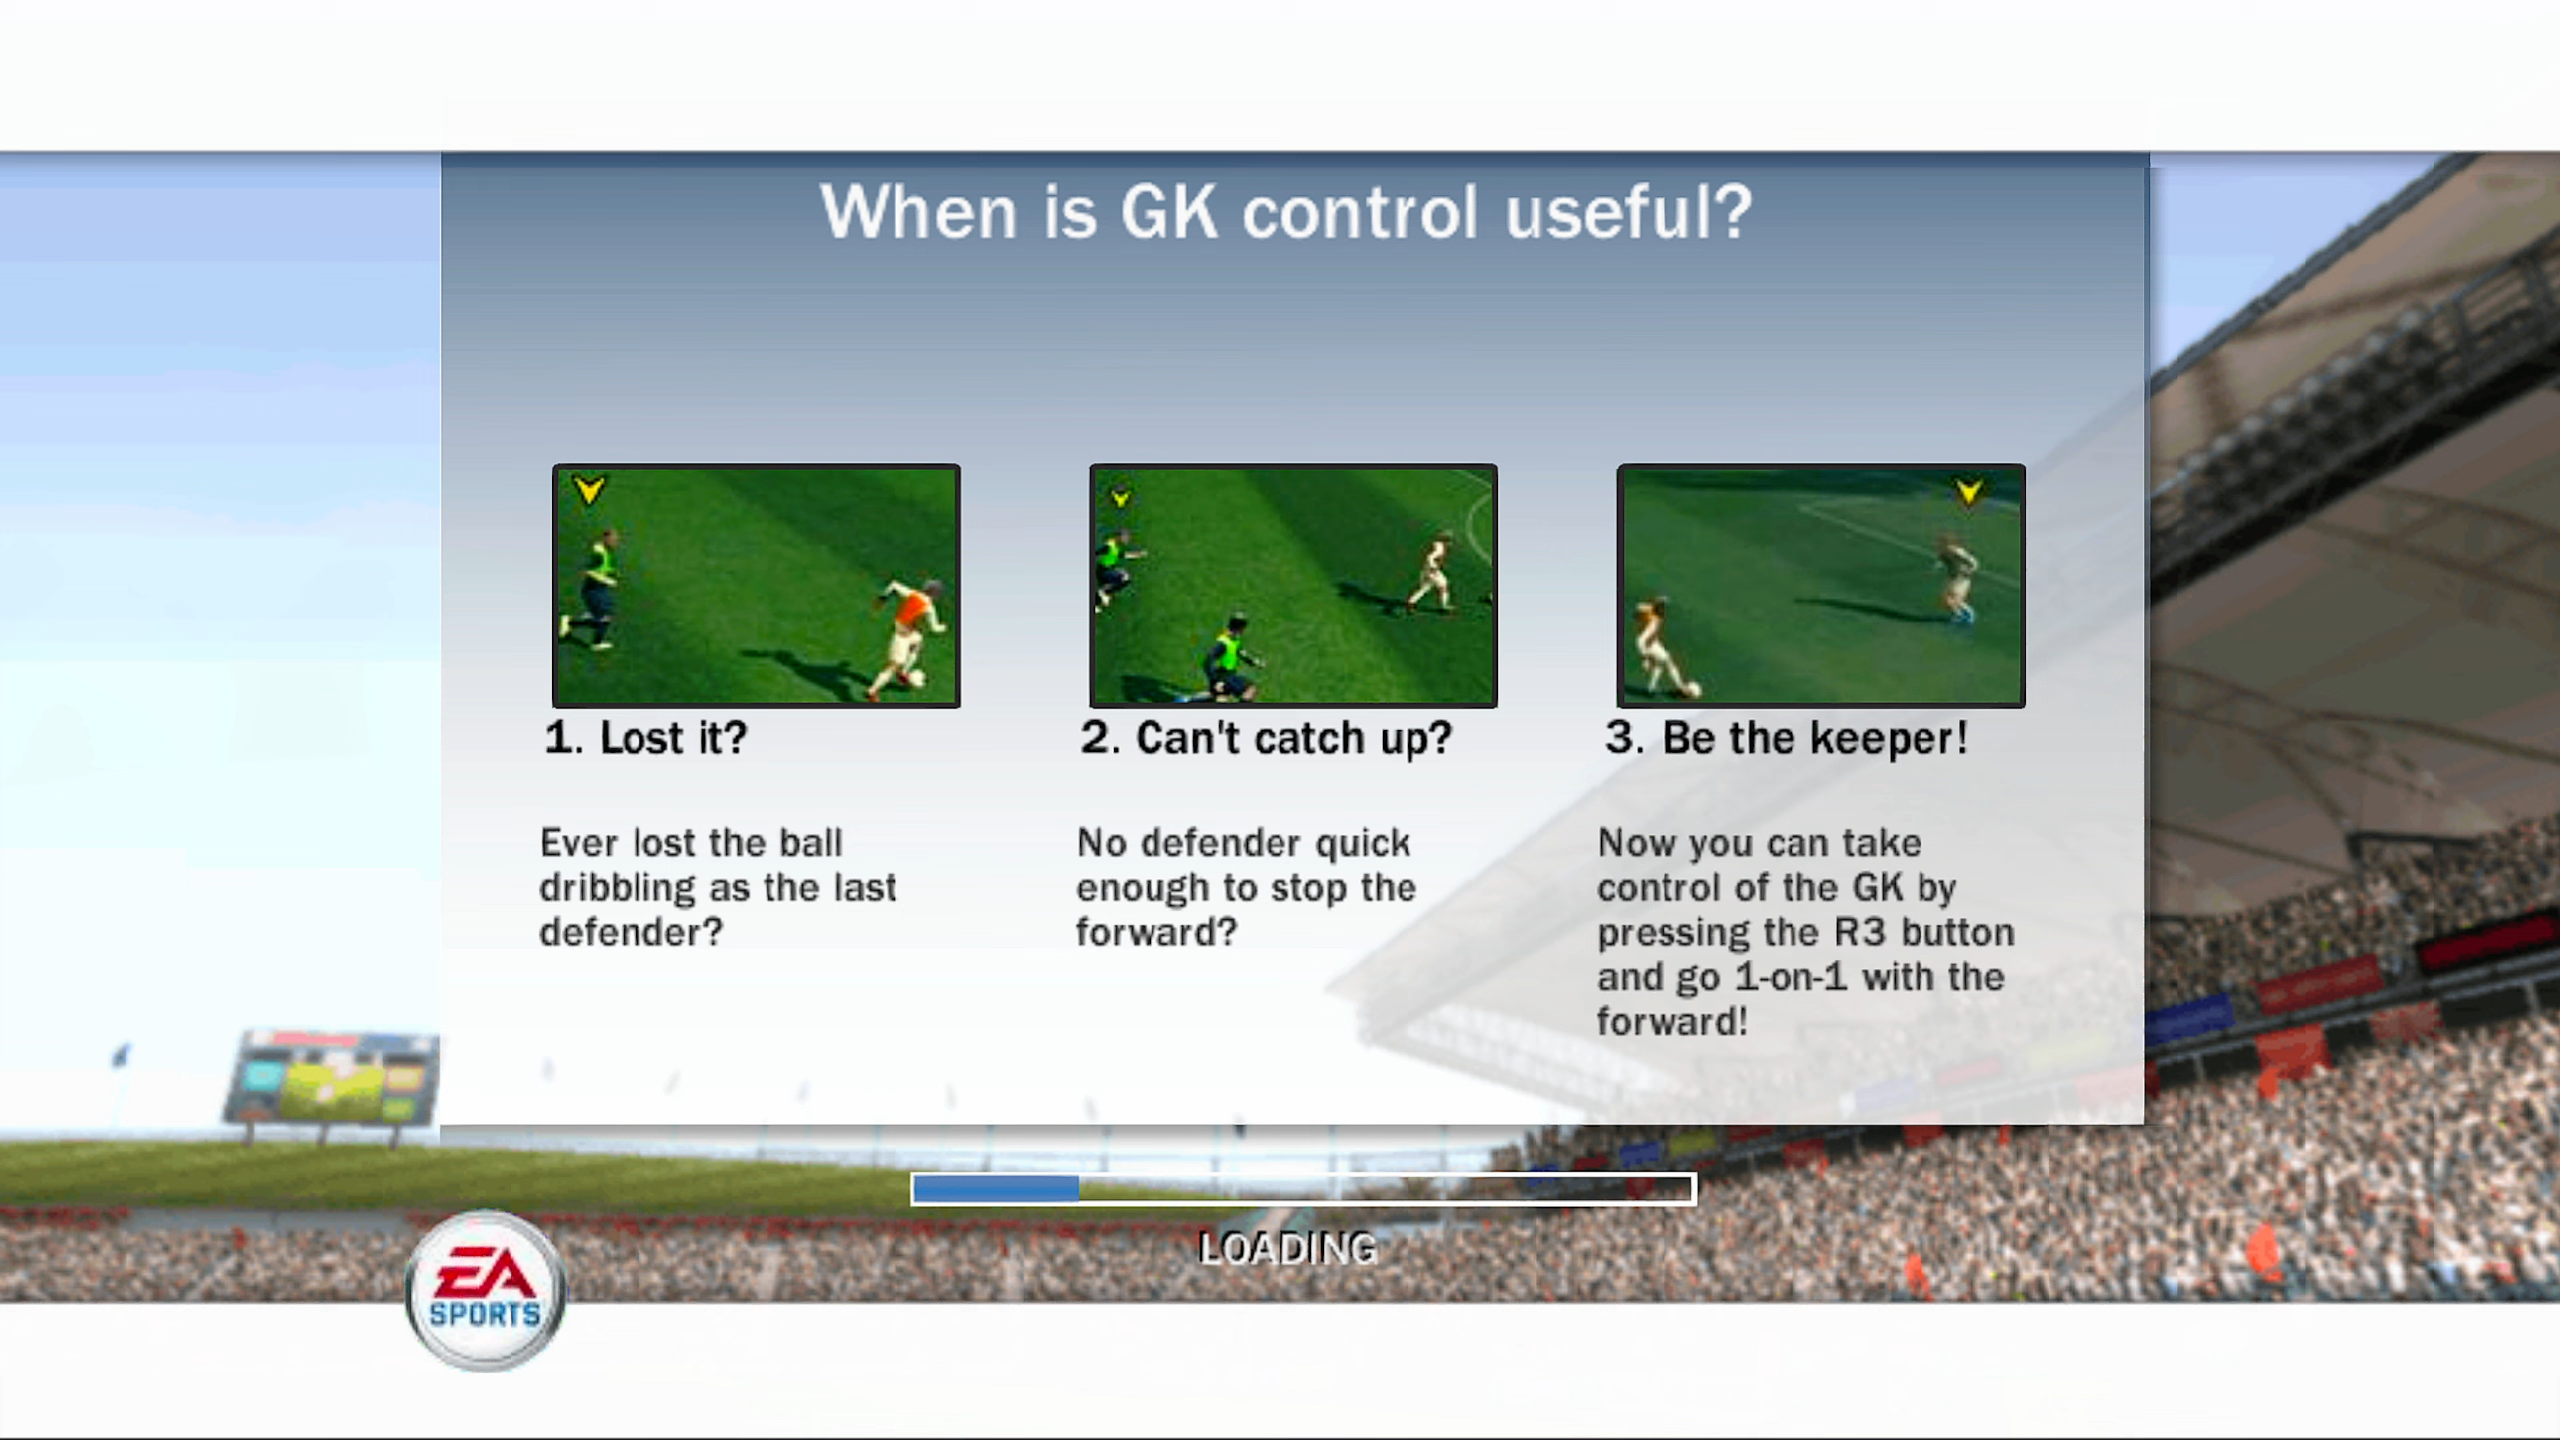 When is GK control useful?
1. Lost it?
Ever lost the ball
dribbling as the last
defender?
2. Can't catch up?
No defender quick
enough to stop the
forward?
3. Be the keeper!
Now you can take
control of the GK by
pressing the R3 button
and go 1-on-1 with the
forward!
LOADING
EA
SPORTS